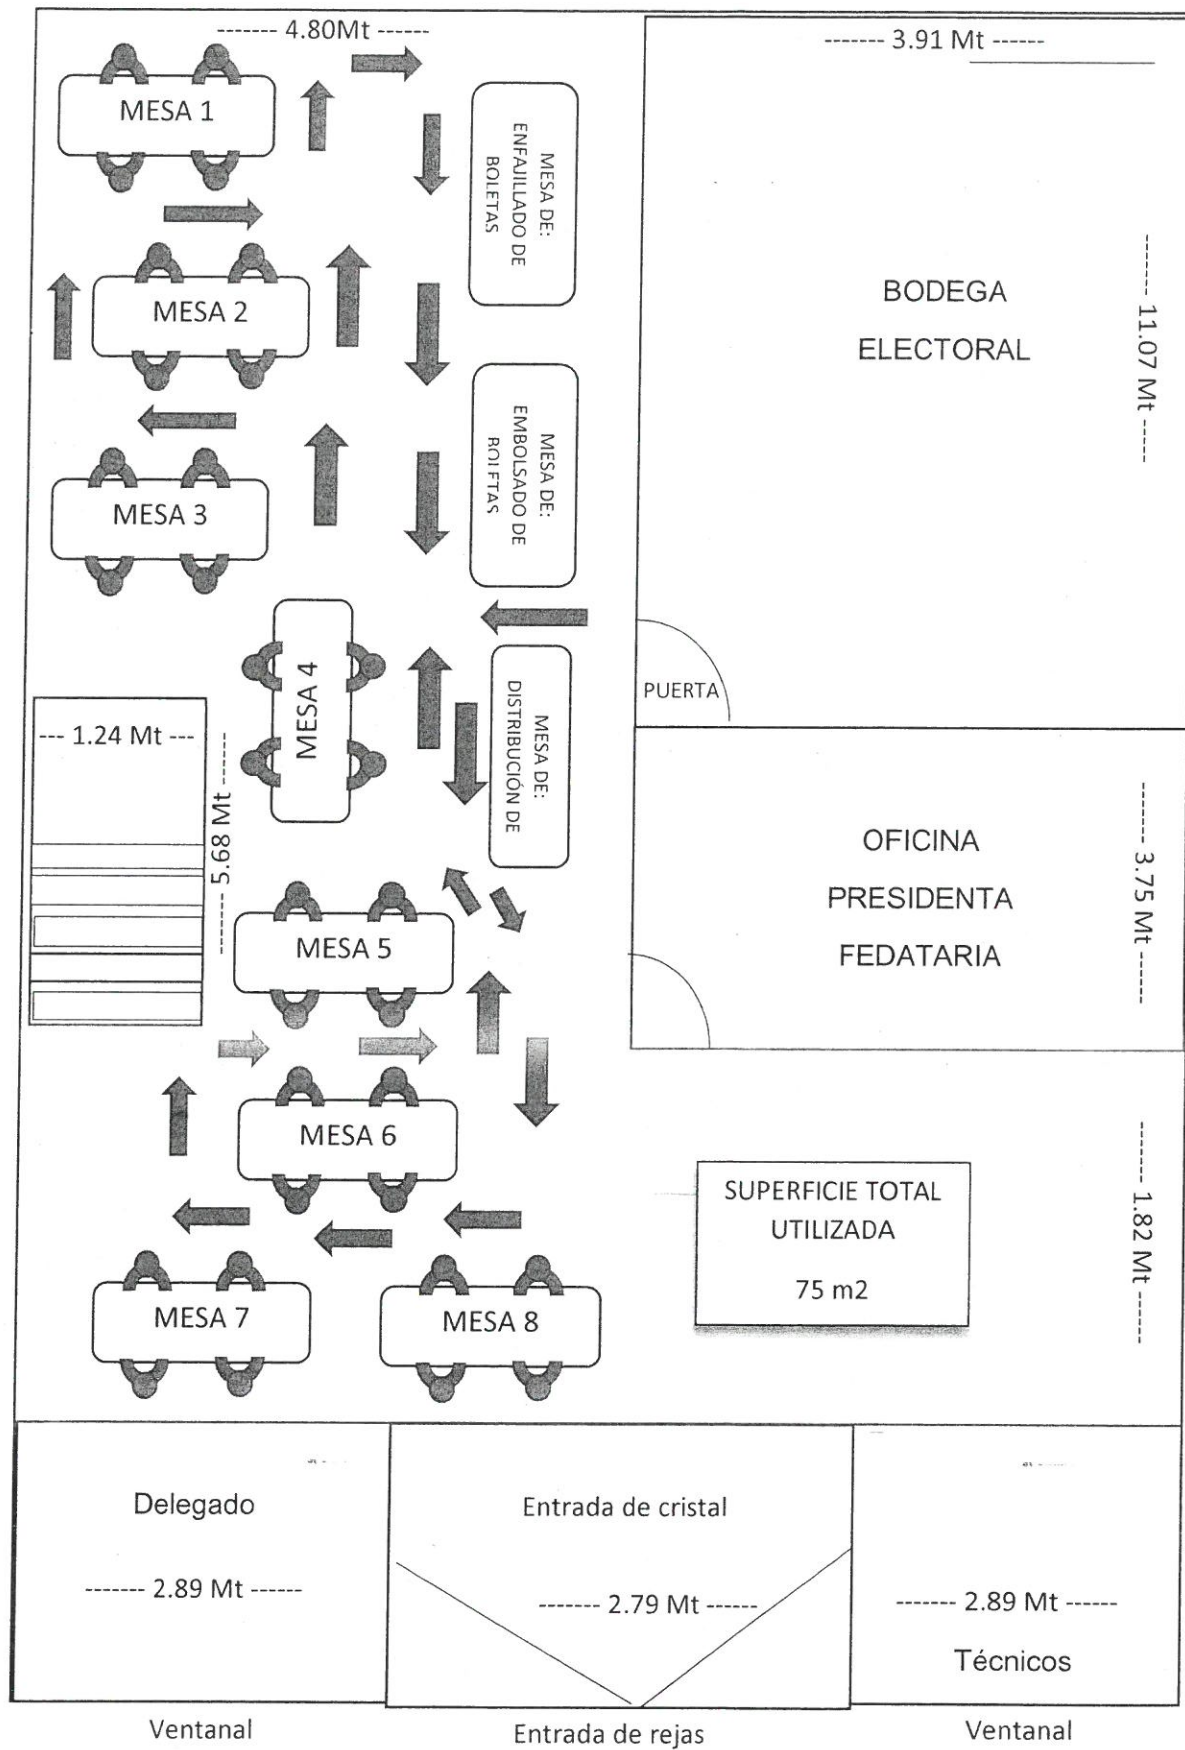 ------- 4.80Mt ------
------- 3.91 Mt ------
MESA 1
MESA DE:
ENFAJILLADO DE
BOLETAS
MESA 2
BODEGA
ELECTORAL
------ 11.07 Mt -----
MESA 3
MESA DE:
EMBOLSADO DE
BOLETAS
MESA 4
PUERTA
--- 1.24 Mt ---
------ 5.68 Mt ------
MESA DE:
DISTRIBUCIÓN DE
OFICINA
PRESIDENTA
FEDATARIA
------- 3.75 Mt ------
MESA 5
MESA 6
SUPERFICIE TOTAL
UTILIZADA
75 m2
------- 1.82 Mt ------
MESA 7
MESA 8
Delegado
------- 2.89 Mt ------
Entrada de cristal
------- 2.79 Mt ------
------- 2.89 Mt ------
Técnicos
Ventanal
Entrada de rejas
Ventanal